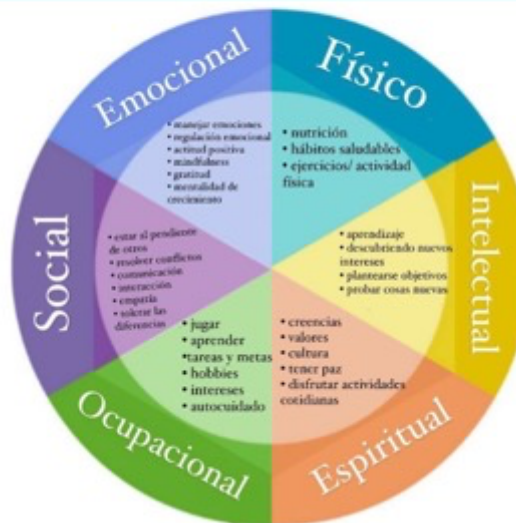 Emocional
• manejar emociones
• regulación emocional
• actitud positiva
• mindfulness
• gratitud
• mentalidad de
crecimiento
Físico
• nutrición
• hábitos saludables
• ejercicios/ actividad
física
Intelectual
• aprendizaje
• descubriendo nuevos
intereses
• plantearse objetivos
• probar cosas nuevas
Espiritual
• creencias
• valores
• cultura
• tener paz
• disfrutar actividades
cotidianas
Ocupacional
• jugar
• aprender
•tareas y metas
• hobbies
• intereses
• autocuidado
Social
• estar al pendiente
de otros
• resolver conflictos
• comunicación
• interacción
• empatía
• tolerar las
diferencias